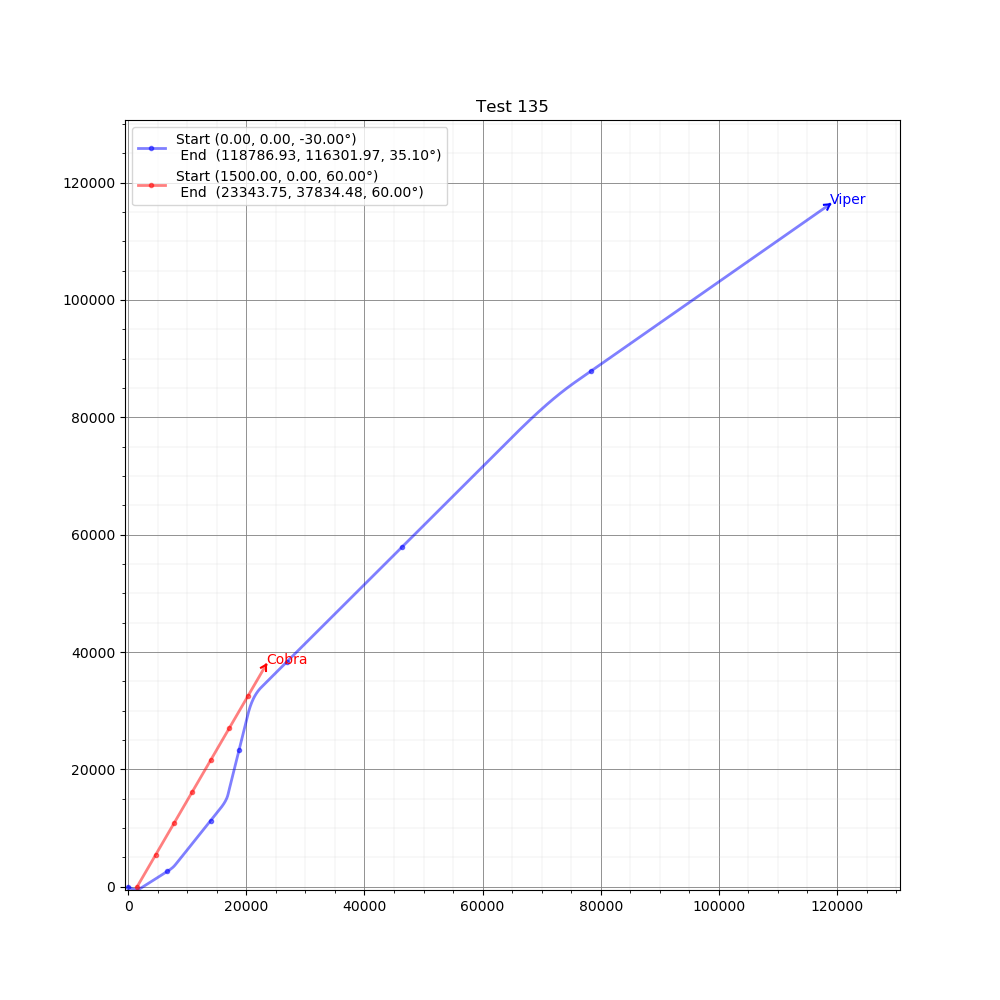 Test 135
Start (0.00, 0.00, -30.00°)
End (118786.93, 116301.97, 35.10°)
Start (1500.00, 0.00, 60.00°)
End (23343.75, 37834.48, 60.00°)
120000
100000
80000
60000
40000
20000
0
Viper
Cobra
0 20000 40000 60000 80000 100000 120000